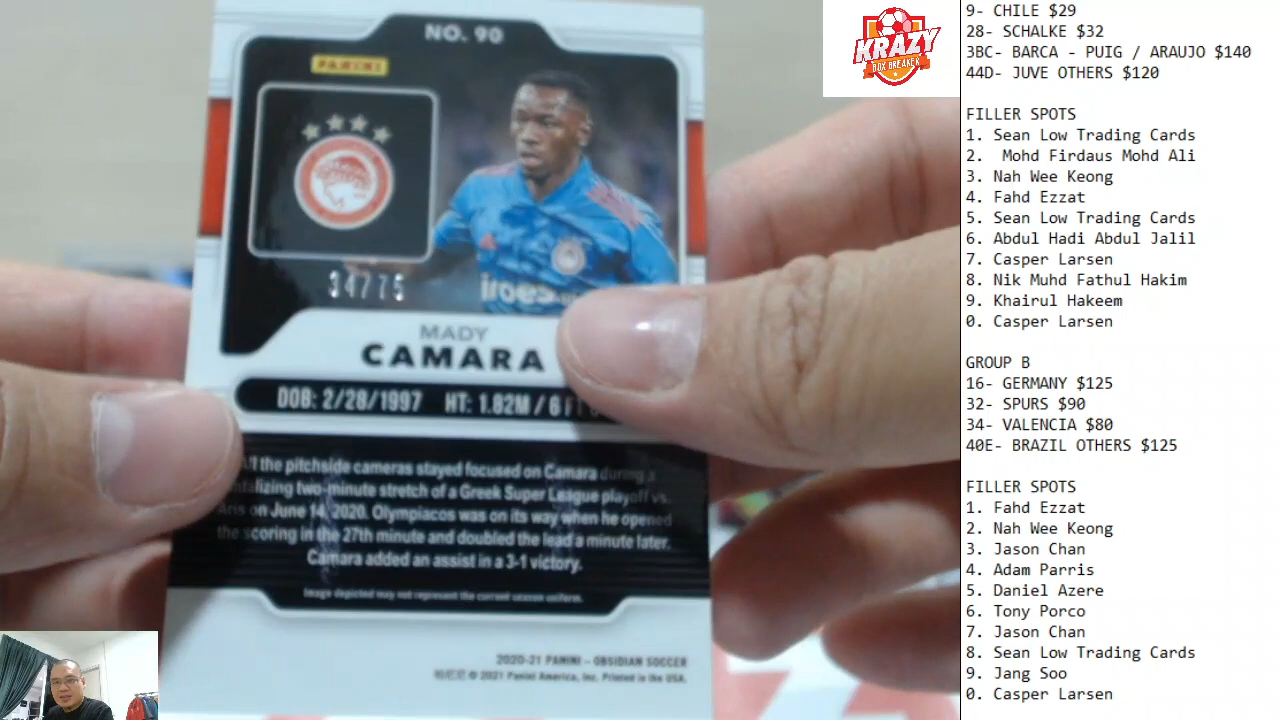 NO. 90
PANINI
34/75
MADY
CAMARA
DOB: 2/28/1997 HT: 1.82M / 6
the pitchside cameras stayed focused on Camara during a
two-minute stretch of a Greek Super League playoff vs.
on June 14, 2020. Olympiacos was on its way when he opened
the scoring in the 27th minute and doubled the lead a minute later.
Camara added an assist in a 3-1 victory.
Image depicted may not represent the current season uniform.
2020-21 PANINI – OBSIDIAN SOCCER
© 2021 Panini America, Inc. Printed in the USA.
KRAZY
BOX BREAKER
9- CHILE $29
28- SCHALKE $32
3BC- BARCA - PUIG / ARAUJO $140
44D- JUVE OTHERS $120
FILLER SPOTS
1. Sean Low Trading Cards
2. Mohd Firdaus Mohd Ali
3. Nah Wee Keong
4. Fahd Ezzat
5. Sean Low Trading Cards
6. Abdul Hadi Abdul Jalil
7. Casper Larsen
8. Nik Muhd Fathul Hakim
9. Khairul Hakeem
0. Casper Larsen
GROUP B
16- GERMANY $125
32- SPURS $90
34- VALENCIA $80
40E- BRAZIL OTHERS $125
FILLER SPOTS
1. Fahd Ezzat
2. Nah Wee Keong
3. Jason Chan
4. Adam Parris
5. Daniel Azere
6. Tony Porco
7. Jason Chan
8. Sean Low Trading Cards
9. Jang Soo
0. Casper Larsen